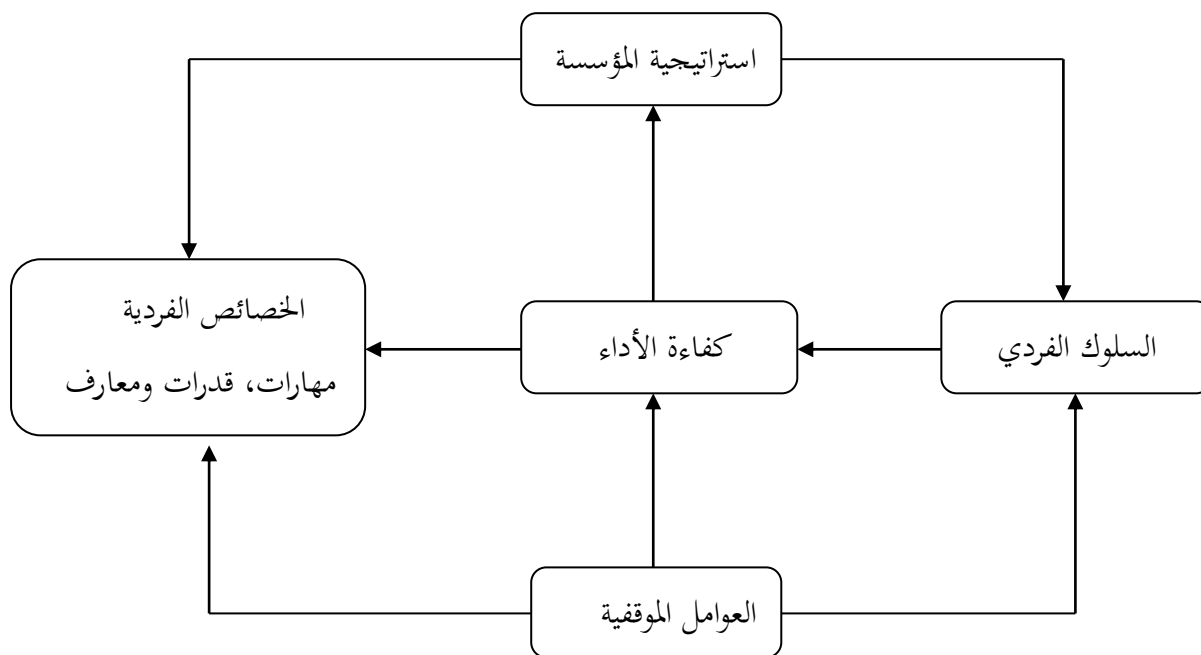 استراتيجية المؤسسة
السلوك الفردي
كفاءة الأداء
الخصائص الفردية
مهارات، قدرات ومعارف
العوامل الموقفية